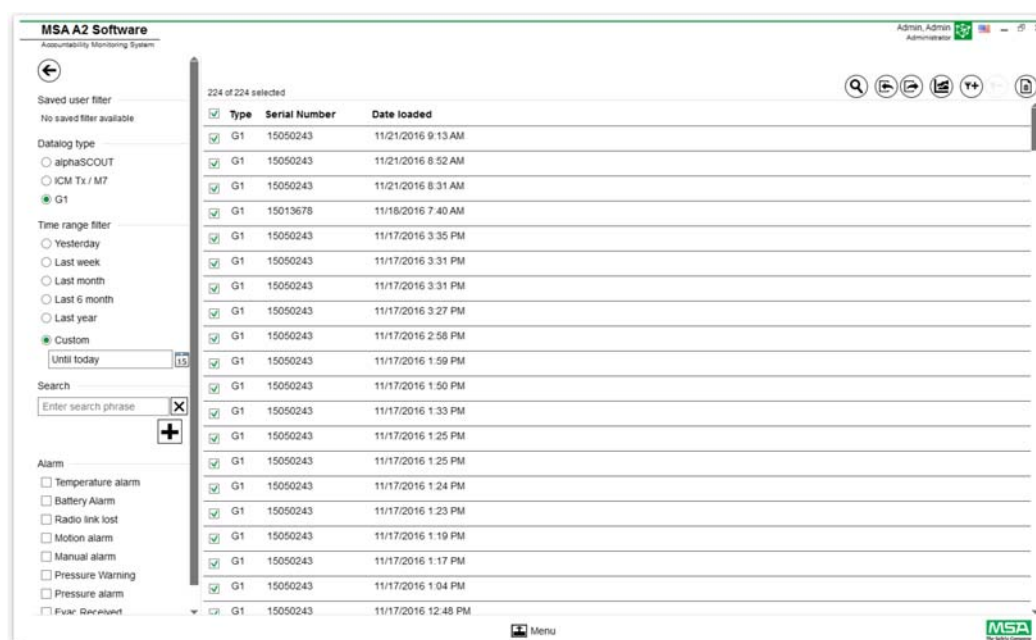 MSA A2 Software
Accountability Monitoring System
Admin, Admin
Administrator
Saved user filter
No saved filter available
Datalog type
alphaSCOUT
ICM Tx / M7
G1
Time range filter
Yesterday
Last week
Last month
Last 6 month
Last year
Custom
Until today
15
Search
Enter search phrase
Alarm
Temperature alarm
Battery Alarm
Radio link lost
Motion alarm
Manual alarm
Pressure Warning
Pressure alarm
Evac Received
224 of 224 selected
Type Serial Number Date loaded
G1 15050243 11/21/2016 9:13 AM
G1 15050243 11/21/2016 8:52 AM
G1 15050243 11/21/2016 8:31 AM
G1 15013678 11/18/2016 7:40 AM
G1 15050243 11/17/2016 3:35 PM
G1 15050243 11/17/2016 3:31 PM
G1 15050243 11/17/2016 3:31 PM
G1 15050243 11/17/2016 3:27 PM
G1 15050243 11/17/2016 2:58 PM
G1 15050243 11/17/2016 1:59 PM
G1 15050243 11/17/2016 1:50 PM
G1 15050243 11/17/2016 1:33 PM
G1 15050243 11/17/2016 1:25 PM
G1 15050243 11/17/2016 1:25 PM
G1 15050243 11/17/2016 1:24 PM
G1 15050243 11/17/2016 1:23 PM
G1 15050243 11/17/2016 1:19 PM
G1 15050243 11/17/2016 1:17 PM
G1 15050243 11/17/2016 1:04 PM
G1 15050243 11/17/2016 12:48 PM
Menu
MSA
The Safety Company